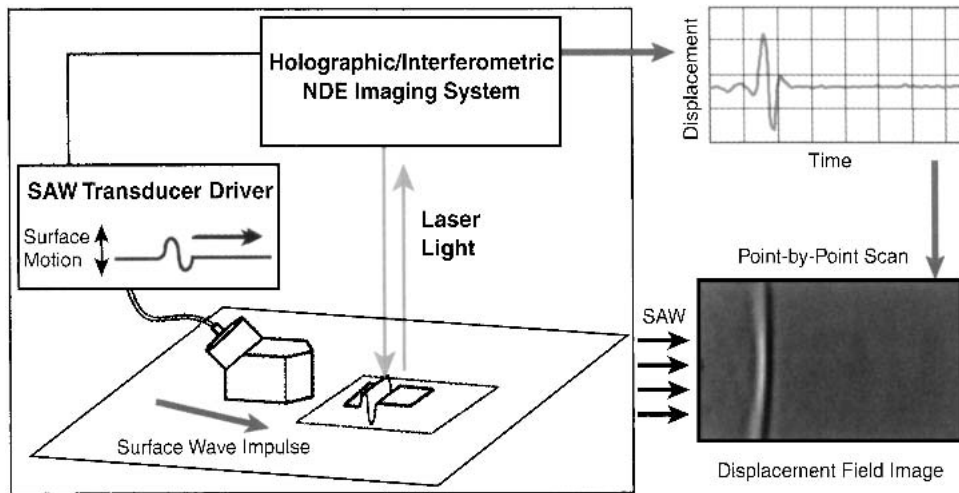 Holographic/Interferometric
NDE Imaging System
Displacement
Time
SAW Transducer Driver
Surface
Motion
Laser
Light
Point-by-Point Scan
SAW
Surface Wave Impulse
Displacement Field Image